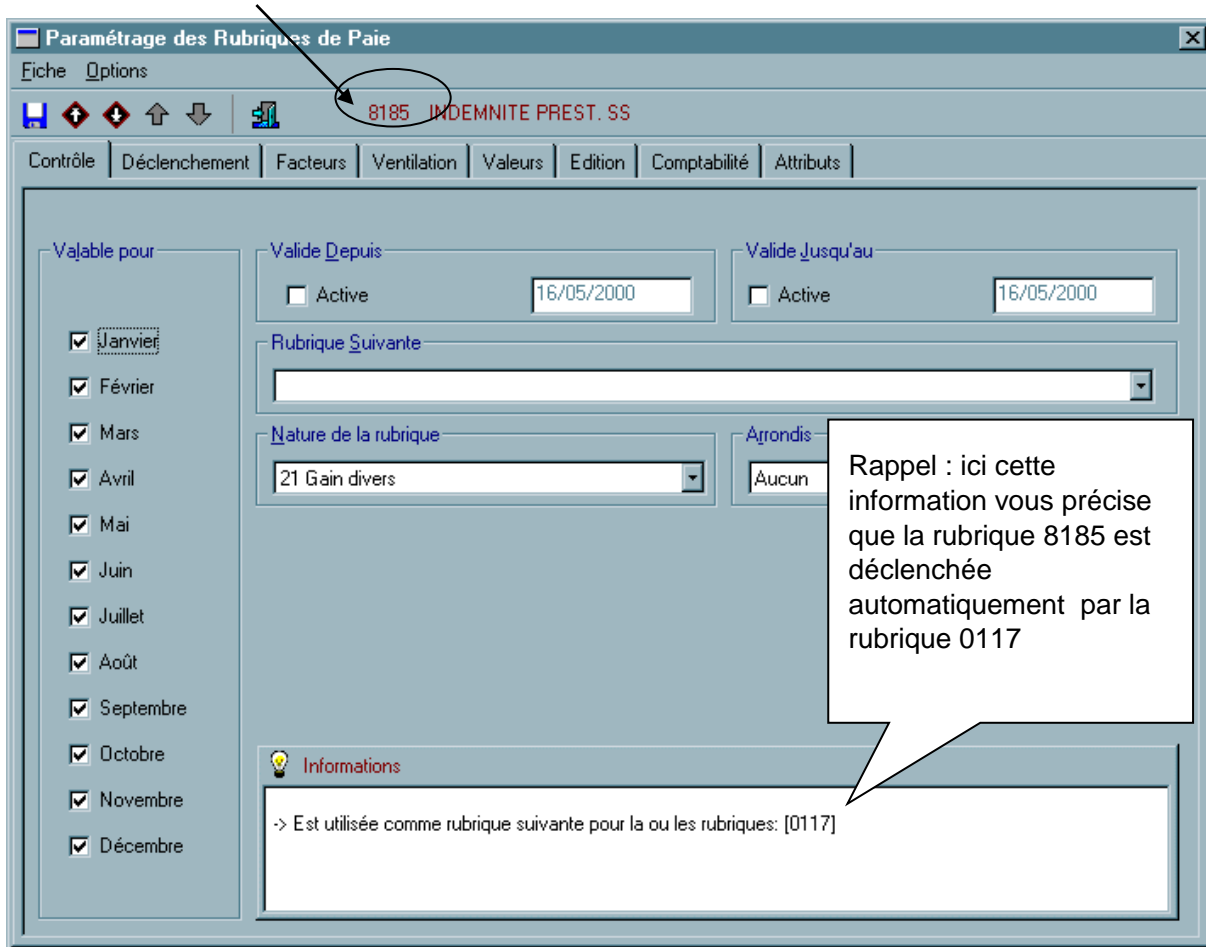 Paramétrage des Rubriques de Paie
Fiche Options
8185 INDEMNITE PREST. SS
Contrôle Déclenchement Facteurs Ventilation Valeurs Edition Comptabilité Attributs
Valable pour
Janvier
Février
Mars
Avril
Mai
Juin
Juillet
Août
Septembre
Octobre
Novembre
Décembre
Valide Depuis
Active 16/05/2000
Valide Jusqu'au
Active 16/05/2000
Rubrique Suivante
Nature de la rubrique
21 Gain divers
Arrondis
Aucun
Rappel : ici cette
information vous précise
que la rubrique 8185 est
déclenchée
automatiquement par la
rubrique 0117
Informations
-> Est utilisée comme rubrique suivante pour la ou les rubriques: [0117]